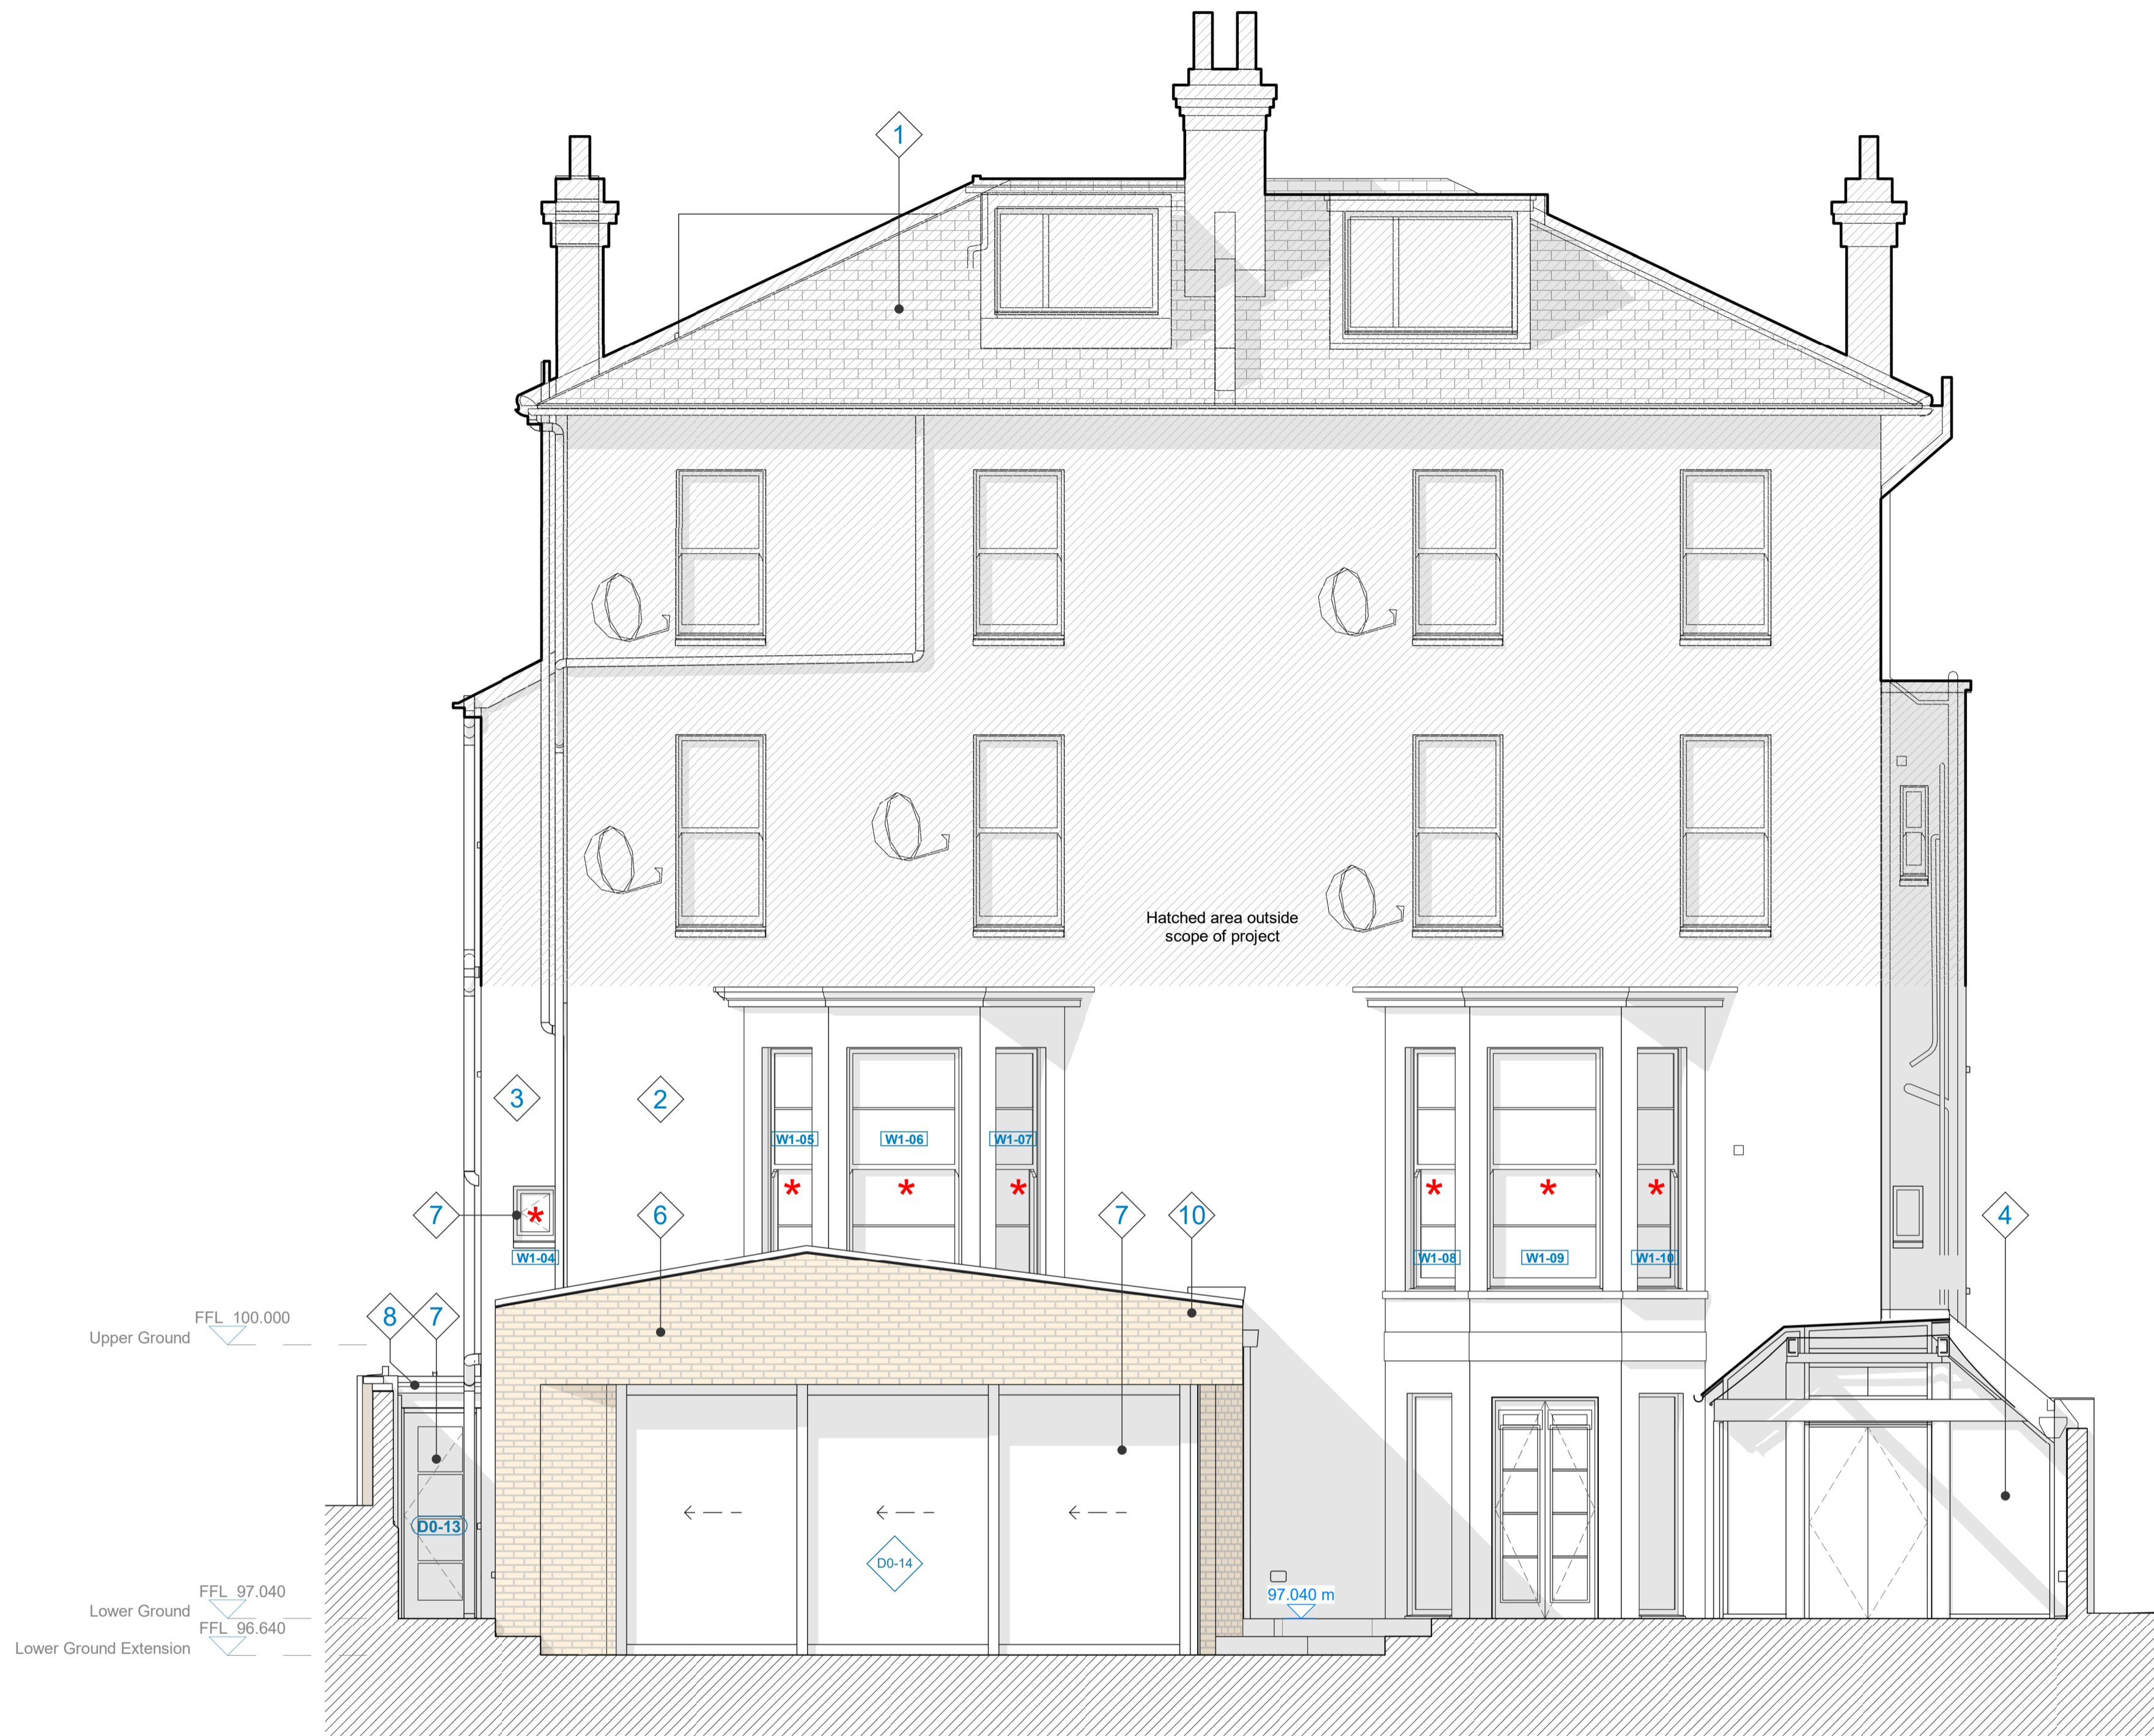 1
Hatched area outside
scope of project
3
2
W1-05
W1-06
W1-07
*
*
*
*
*
*
7
*
6
7
10
4
W1-04
W1-08
W1-09
W1-10
8
7
FFL 100.000
Upper Ground
D0-13
D0-14
FFL 97.040
Lower Ground
97.040 m
FFL 96.640
Lower Ground Extension